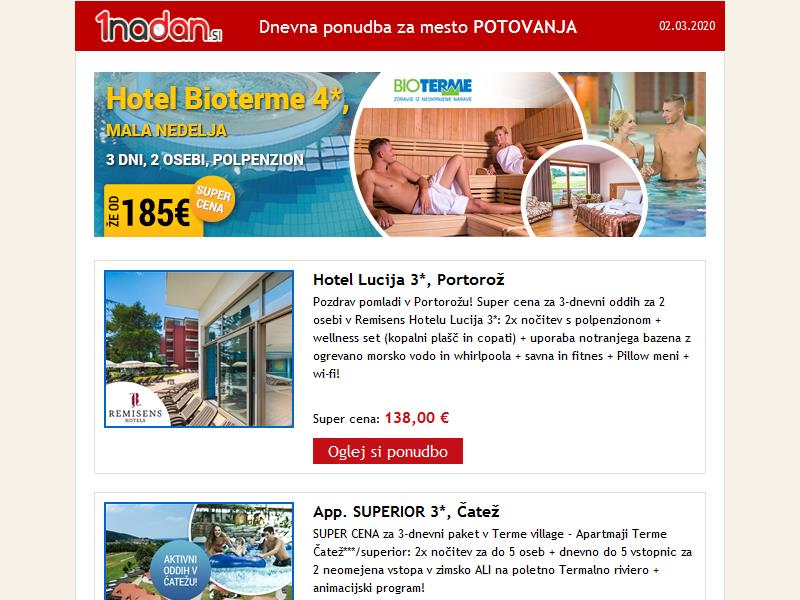 1nadan.si
Dnevna ponudba za mesto POTOVANJA
02.03.2020
Hotel Bioterme 4*,
MALA NEDELJA
3 DNI, 2 OSEBI, POLPENZION
ŽE OD 185€
SUPER
CENA
BIOTERME
ZDRAVJE IZ NEOKRNJENE NARAVE
Hotel Lucija 3*, Portorož
Pozdrav pomladi v Portorožu! Super cena za 3-dnevni oddih za 2
osebi v Remisens Hotelu Lucija 3*: 2x nočitev s polpenzionom +
wellness set (kopalni plašč in copati) + uporaba notranjega bazena z
ogrevano morsko vodo in whirlpoola + savna in fitnes + Pillow meni +
wi-fi!
REMISENS
HOTELS
Super cena: 138,00 €
Oglej si ponudbo
App. SUPERIOR 3*, Čatež
SUPER CENA za 3-dnevni paket v Terme village - Apartmaji Terme
Čatež***/superior: 2x nočitev za do 5 oseb + dnevno do 5 vstopnic za
2 neomejena vstopa v zimsko ALI na poletno Termalno riviero +
animacijski program!
AKTIVNI
ODDIH V
ČATEŽU!